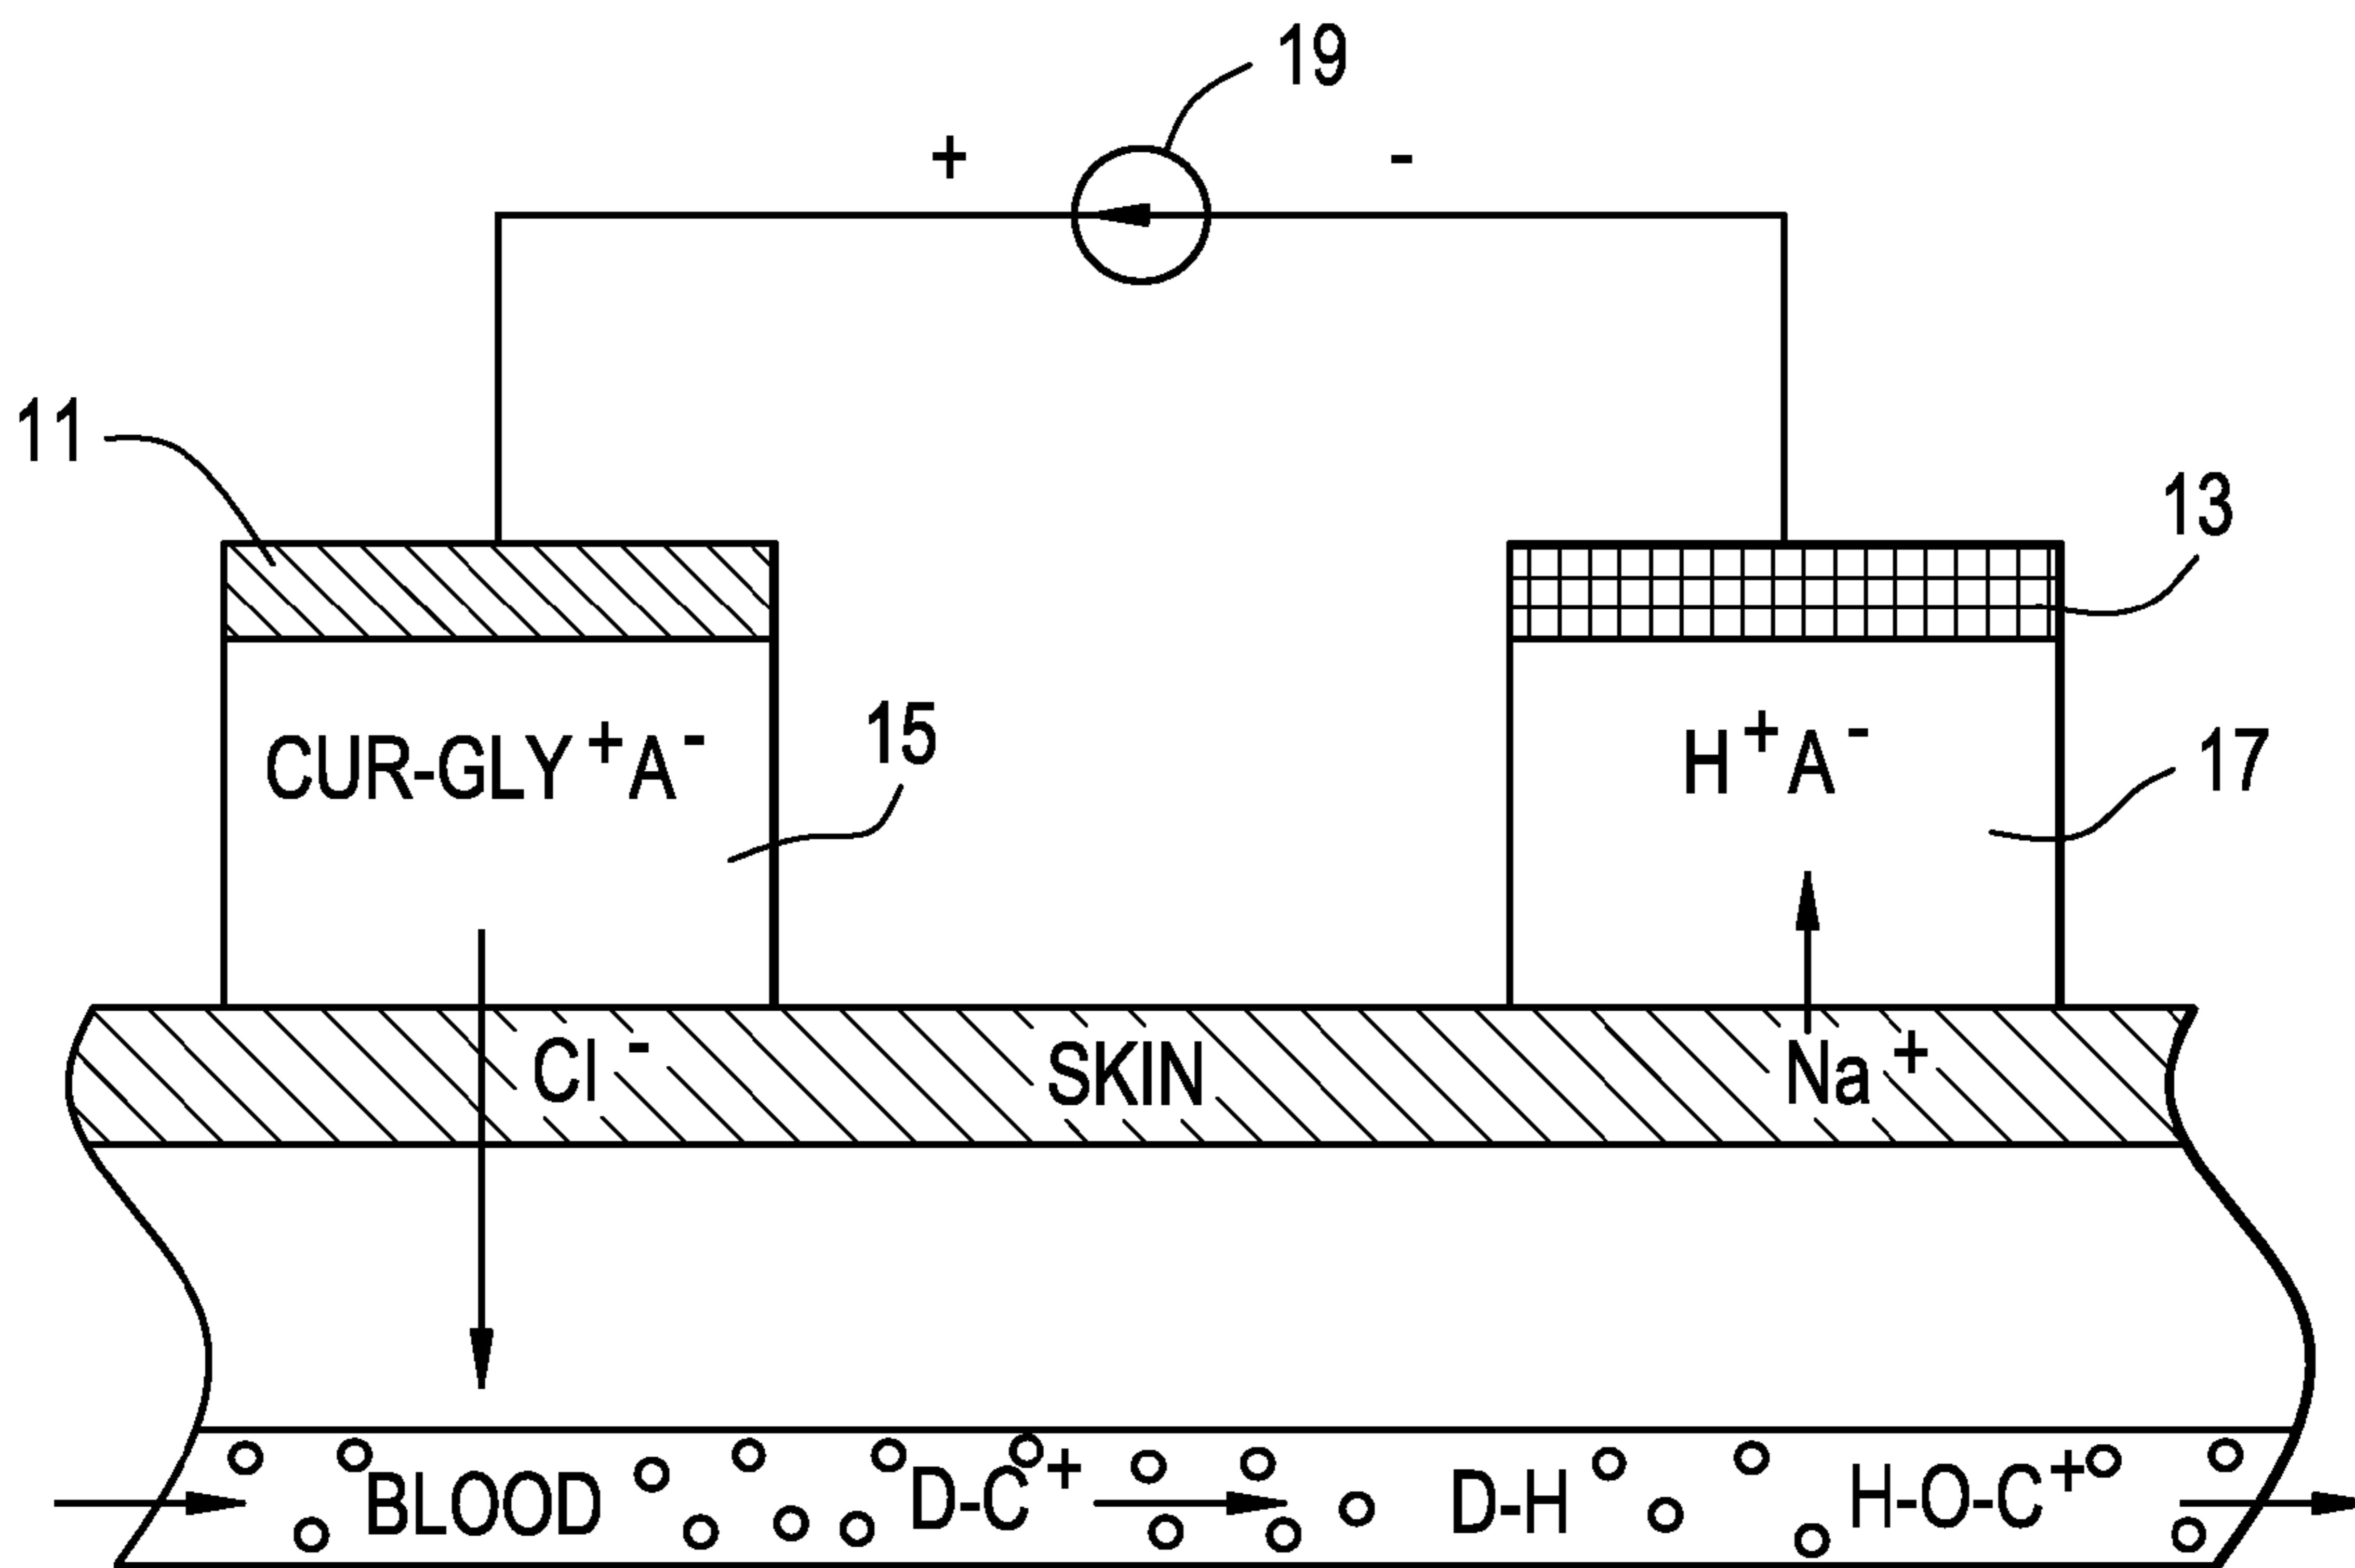 19
+ -
11
13
CUR-GLY⁺A⁻
15
H⁺A⁻
17
Cl⁻ SKIN Na⁺
BLOOD D-C⁺ D-H H-O-C⁺